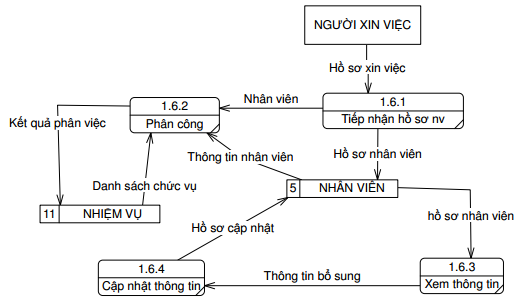 NGƯỜI XIN VIỆC
Hồ sơ xin việc
1.6.2
Phân công
Nhân viên
1.6.1
Tiếp nhận hồ sơ nv
Kết quả phân việc
Thông tin nhân viên
Hồ sơ nhân viên
Danh sách chức vụ
11 NHIỆM VỤ
5 NHÂN VIÊN
hồ sơ nhân viên
Hồ sơ cập nhật
1.6.4
Cập nhật thông tin
Thông tin bổ sung
1.6.3
Xem thông tin